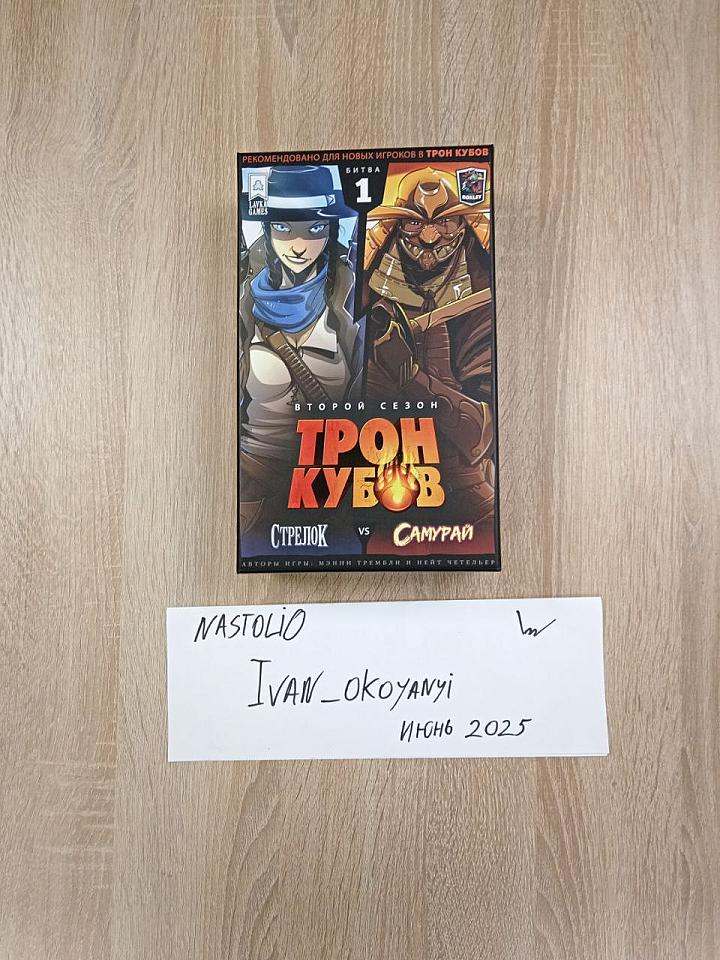 РЕКОМЕНДОВАНО ДЛЯ НОВЫХ ИГРОКОВ В ТРОН КУБОВ
БИТВА
1
LAVKA
GAMES
ROXLEY
ВТОРОЙ СЕЗОН
ТРОН
КУБОВ
СТРЕЛОК VS САМУРАЙ
АВТОРЫ ИГРЫ: МЭННИ ТРЕМБЛИ И НЕЙТ ЧЕТЕЛЬЕР
NASTOLiO
IVAN_OKOYANYi
ИЮНЬ 2025